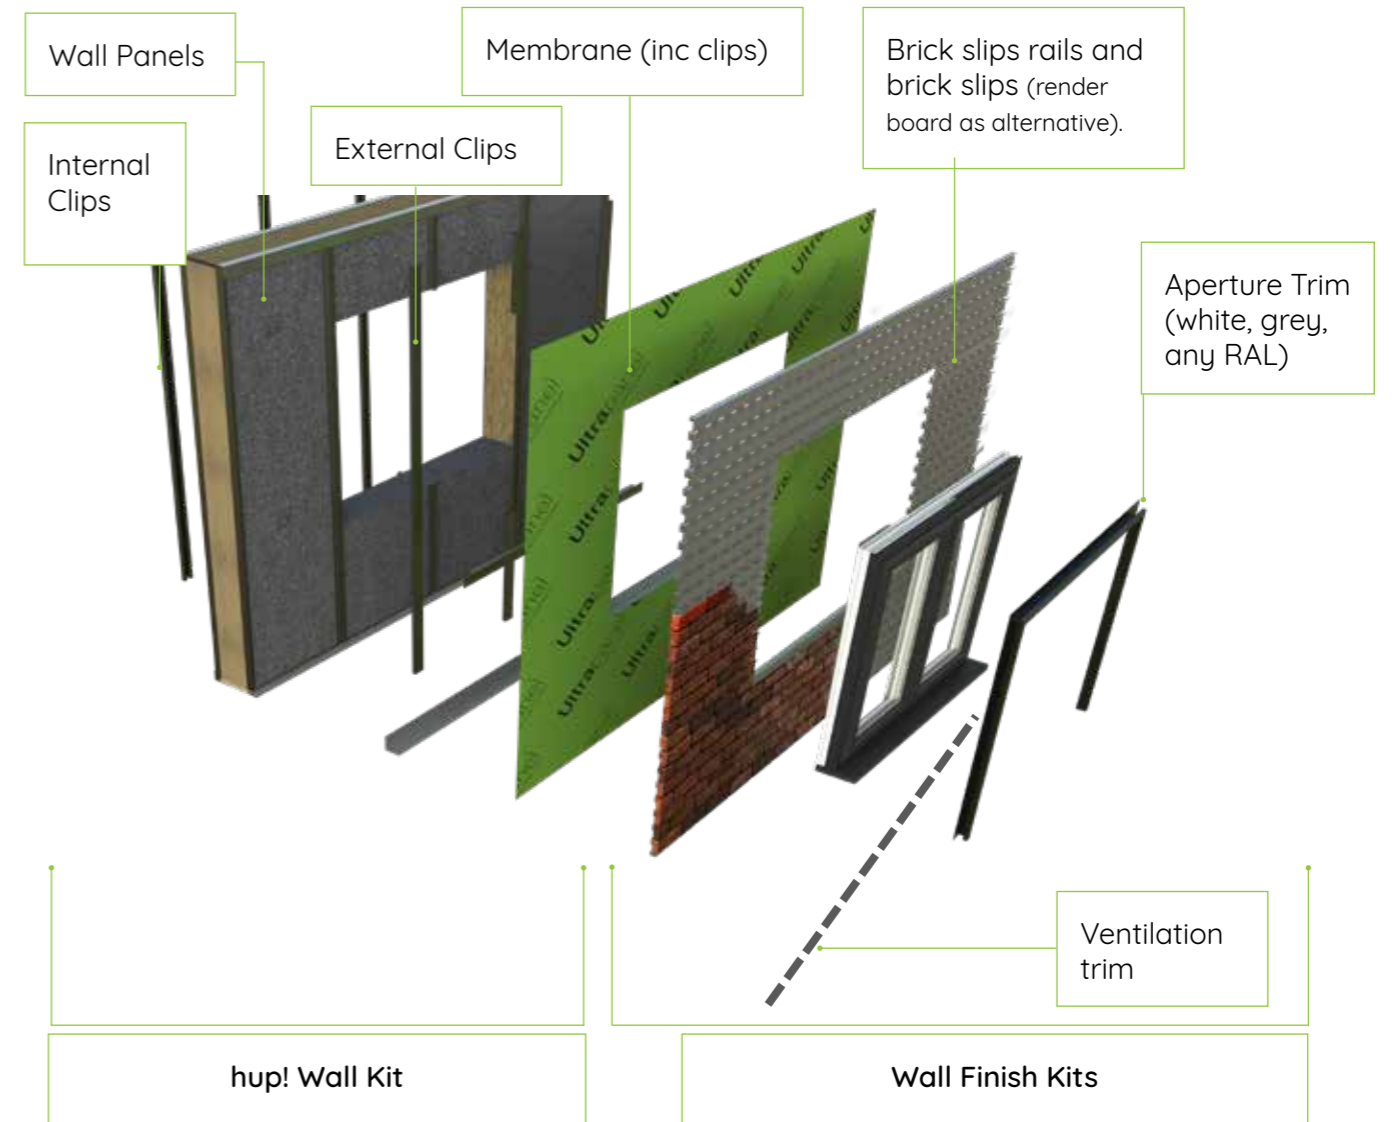 Wall Panels
Membrane (inc clips)
Brick slips rails and
brick slips (render
board as alternative).
Internal
Clips
External Clips
Aperture Trim
(white, grey,
any RAL)
Ventilation
trim
hup! Wall Kit
Wall Finish Kits